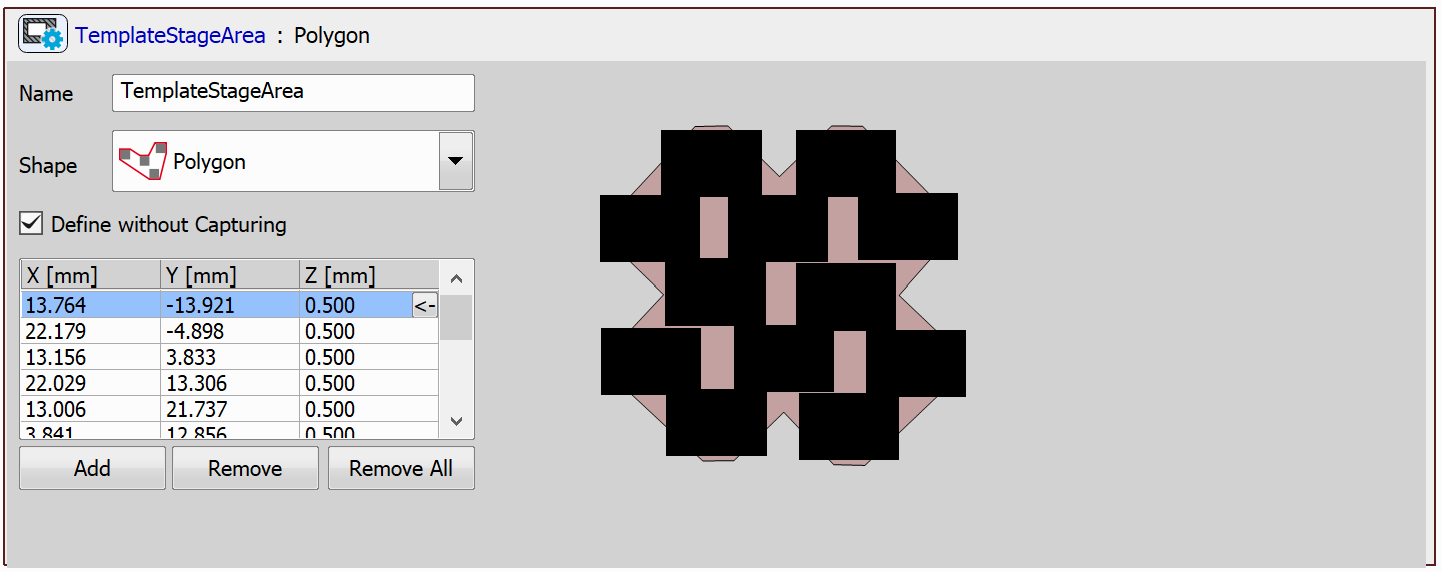 TemplateStageArea : Polygon
Name TemplateStageArea
Shape Polygon
Define without Capturing
X [mm] Y [mm] Z [mm]
13.764 -13.921 0.500 <-
22.179 -4.898 0.500
13.156 3.833 0.500
22.029 13.306 0.500
13.006 21.737 0.500
3.841 12.856 0.500
Add Remove Remove All